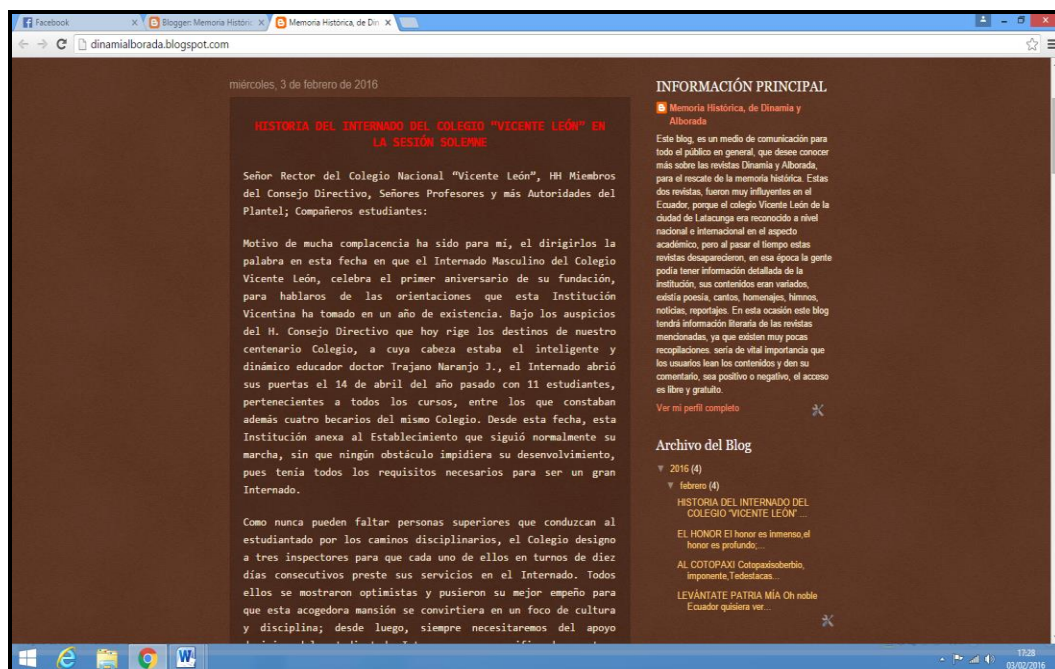 Facebook
Blogger: Memoria Históric
Memoria Histórica, de Din
dinamialborada.blogspot.com
miércoles, 3 de febrero de 2016
HISTORIA DEL INTERNADO DEL COLEGIO “VICENTE LEÓN” EN
LA SESIÓN SOLEMNE
Señor Rector del Colegio Nacional “Vicente León”, HH Miembros
del Consejo Directivo, Señores Profesores y más Autoridades del
Plantel; Compañeros estudiantes:
Motivo de mucha complacencia ha sido para mí, el dirigirlos la
palabra en esta fecha en que el Internado Masculino del Colegio
Vicente León, celebra el primer aniversario de su fundación,
para hablaros de las orientaciones que esta Institución
Vicentina ha tomado en un año de existencia. Bajo los auspicios
del H. Consejo Directivo que hoy rige los destinos de nuestro
centenario Colegio, a cuya cabeza estaba el inteligente y
dinámico educador doctor Trajano Naranjo J., el Internado abrió
sus puertas el 14 de abril del año pasado con 11 estudiantes,
pertenecientes a todos los cursos, entre los que constaban
además cuatro becarios del mismo Colegio. Desde esta fecha, esta
Institución anexa al Establecimiento que siguió normalmente su
marcha, sin que ningún obstáculo impidiera su desenvolvimiento,
pues tenía todos los requisitos necesarios para ser un gran
Internado.
Como nunca pueden faltar personas superiores que conduzcan al
estudiantado por los caminos disciplinarios, el Colegio designo
a tres inspectores para que cada uno de ellos en turnos de diez
días consecutivos preste sus servicios en el Internado. Todos
ellos se mostraron optimistas y pusieron su mejor empeño para
que esta acogedora mansión se convirtiera en un foco de cultura
y disciplina; desde luego, siempre necesitaremos del apoyo
INFORMACIÓN PRINCIPAL
Memoria Histórica, de Dinamia y
Alborada
Este blog, es un medio de comunicación para
todo el público en general, que desee conocer
más sobre las revistas Dinamia y Alborada,
para el rescate de la memoria histórica. Estas
dos revistas, fueron muy influyentes en el
Ecuador, porque el colegio Vicente León de la
ciudad de Latacunga era reconocido a nivel
nacional e internacional en el aspecto
académico, pero al pasar el tiempo estas
revistas desaparecieron, en esa época la gente
podía tener información detallada de la
institución, sus contenidos eran variados,
existía poesía, cantos, homenajes, himnos,
noticias, reportajes. En esta ocasión este blog
tendrá información literaria de las revistas
mencionadas, ya que existen muy pocas
recopilaciones. sería de vital importancia que
los usuarios lean los contenidos y den su
comentario, sea positivo o negativo, el acceso
es libre y gratuito.
Ver mi perfil completo
Archivo del Blog
▼ 2016 (4)
▼ febrero (4)
HISTORIA DEL INTERNADO DEL
COLEGIO “VICENTE LEÓN” ...
EL HONOR El honor es inmenso,el
honor es profundo;...
AL COTOPAXI Cotopaxisoberbio,
imponente,Tedestacas...
LEVÁNTATE PATRIA MÍA Oh noble
Ecuador quisiera ver...
17:28
03/02/2016